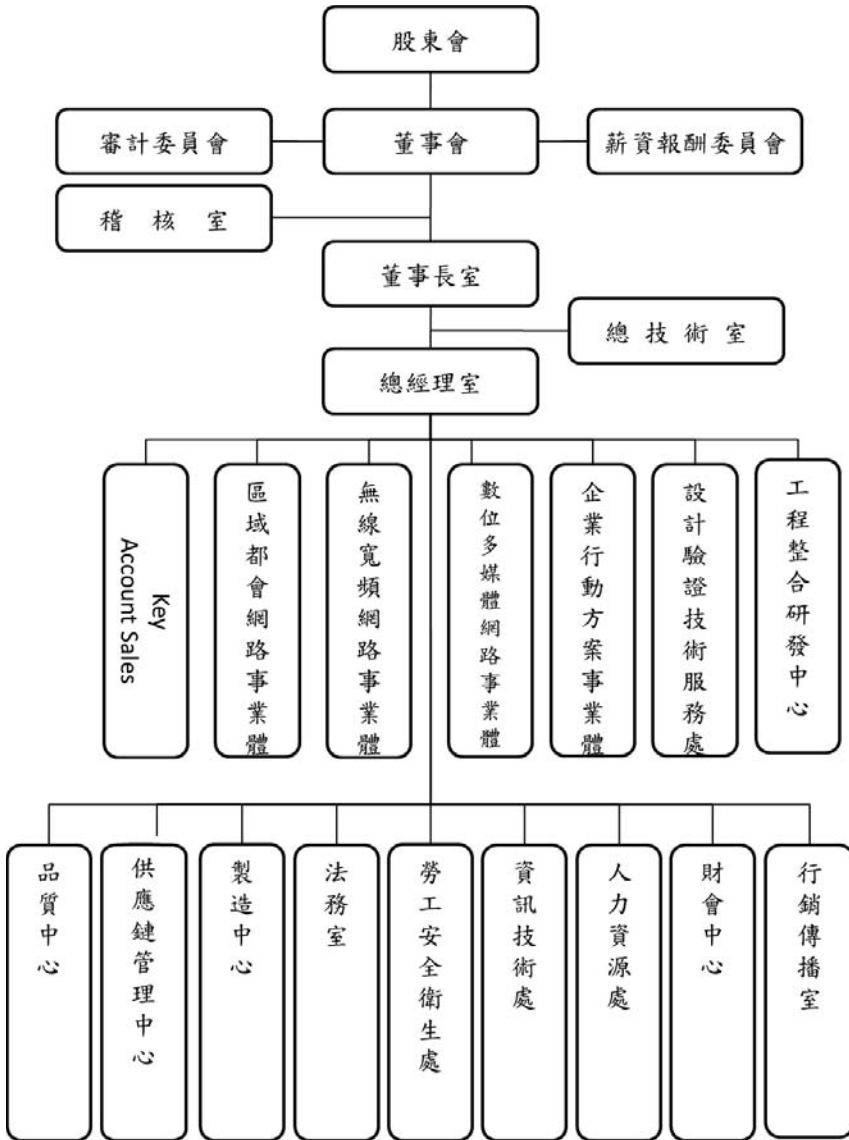 股東會
審計委員會
董事會
薪資報酬委員會
稽核室
董事長室
總技術室
總經理室
Key
Account Sales
區域都會網路事業體
無線寬頻網路事業體
數位多媒體網路事業體
企業行動方案事業體
設計驗證技術服務處
工程整合研發中心
品質中心
供應鏈管理中心
製造中心
法務室
勞工安全衛生處
資訊技術處
人力資源處
財會中心
行銷傳播室